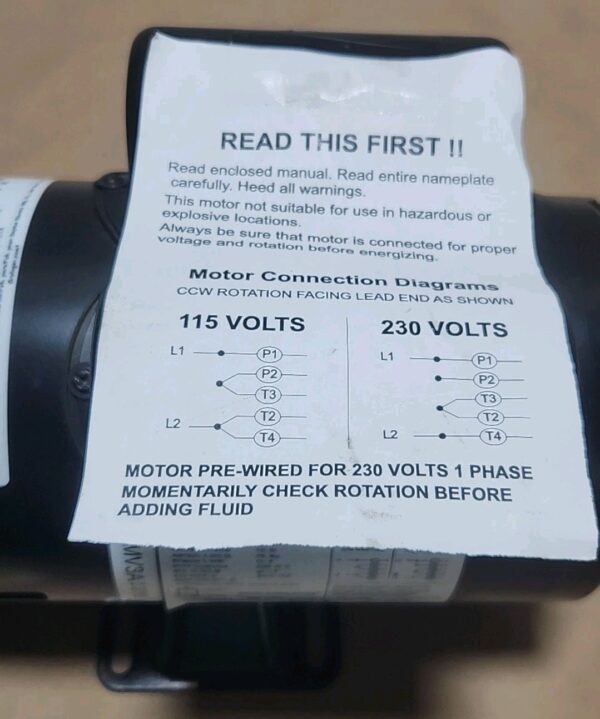 READ THIS FIRST !!
Read enclosed manual. Read entire nameplate
carefully. Heed all warnings.
This motor not suitable for use in hazardous or
explosive locations.
Always be sure that motor is connected for proper
voltage and rotation before energizing.
Motor Connection Diagrams
CCW ROTATION FACING LEAD END AS SHOWN
115 VOLTS
L1 P1
P2
T3
L2 T2
T4
230 VOLTS
L1 P1
P2
T3
T2
L2 T4
MOTOR PRE-WIRED FOR 230 VOLTS 1 PHASE
MOMENTARILY CHECK ROTATION BEFORE
ADDING FLUID